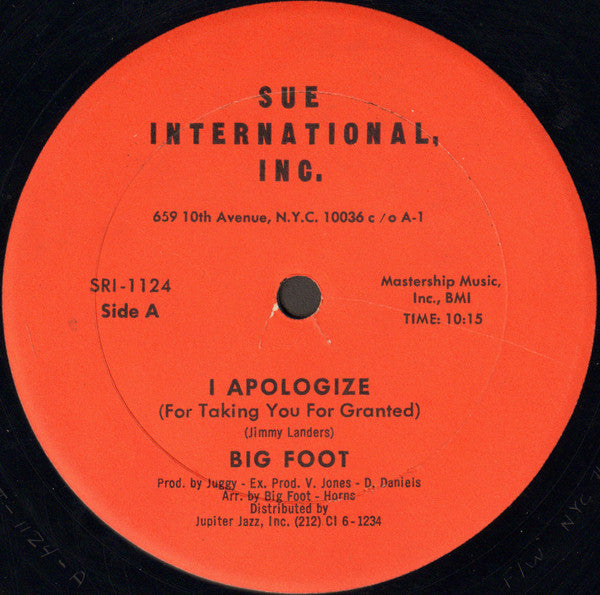 SUE
INTERNATIONAL,
INC.
659 10th Avenue, N.Y.C. 10036 c/o A-1
SRI-1124
Side A
Mastership Music,
Inc., BMI
TIME: 10:15
I APOLOGIZE
(For Taking You For Granted)
(Jimmy Landers)
BIG FOOT
Prod. by Juggy - Ex. Prod. V. Jones - D. Daniels
Arr. by Big Foot - Horns
Distributed by
Jupiter Jazz, Inc. (212) CI 6-1234
1124-A
F/W NYC